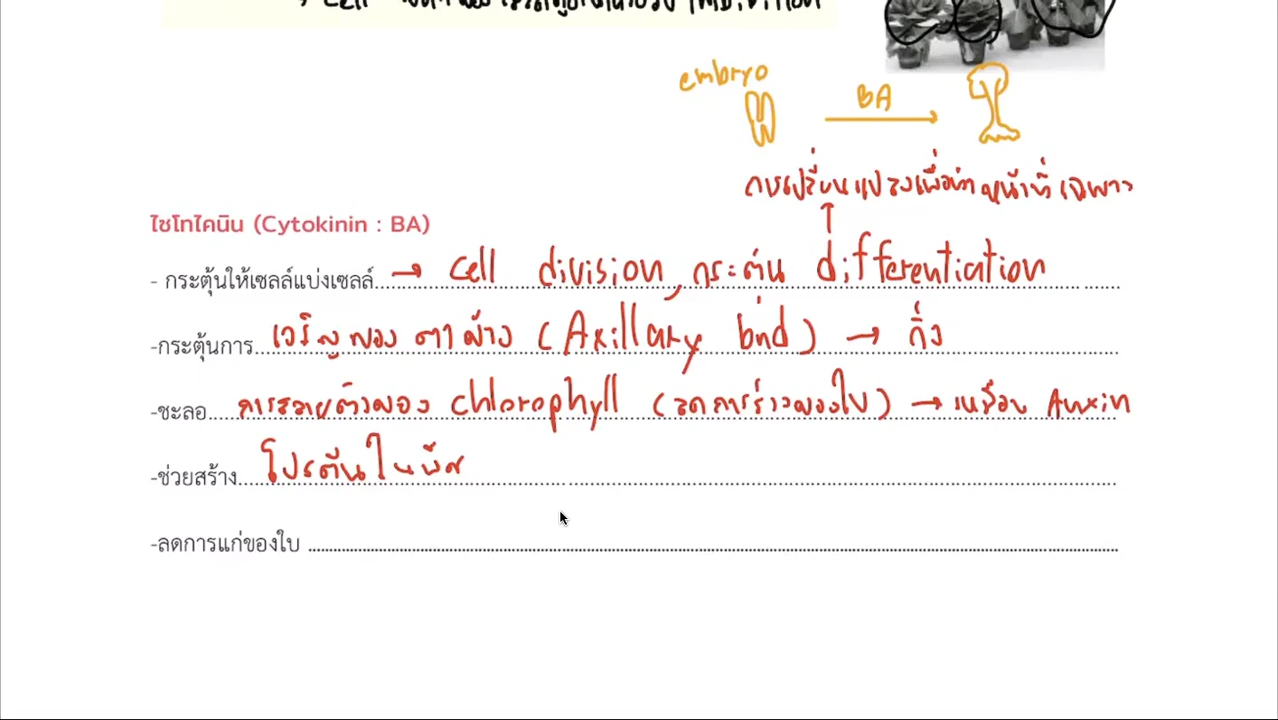 embryo
BA
การเปลี่ยนแปลงเพื่อทำหน้าที่เฉพาะ
ไซโทไคนิน (Cytokinin : BA)
- กระตุ้นให้เซลล์แบ่งเซลล์ → cell division, กระตุ้น differentiation
-กระตุ้นการ เจริญของตาข้าง (Axillary bud) → กิ่ง
-ชะลอ การสลายตัวของ chlorophyll (ลดการร่วงของใบ) → เหมือน Auxin
-ช่วยสร้าง โปรตีนในพืช
-ลดการแก่ของใบ